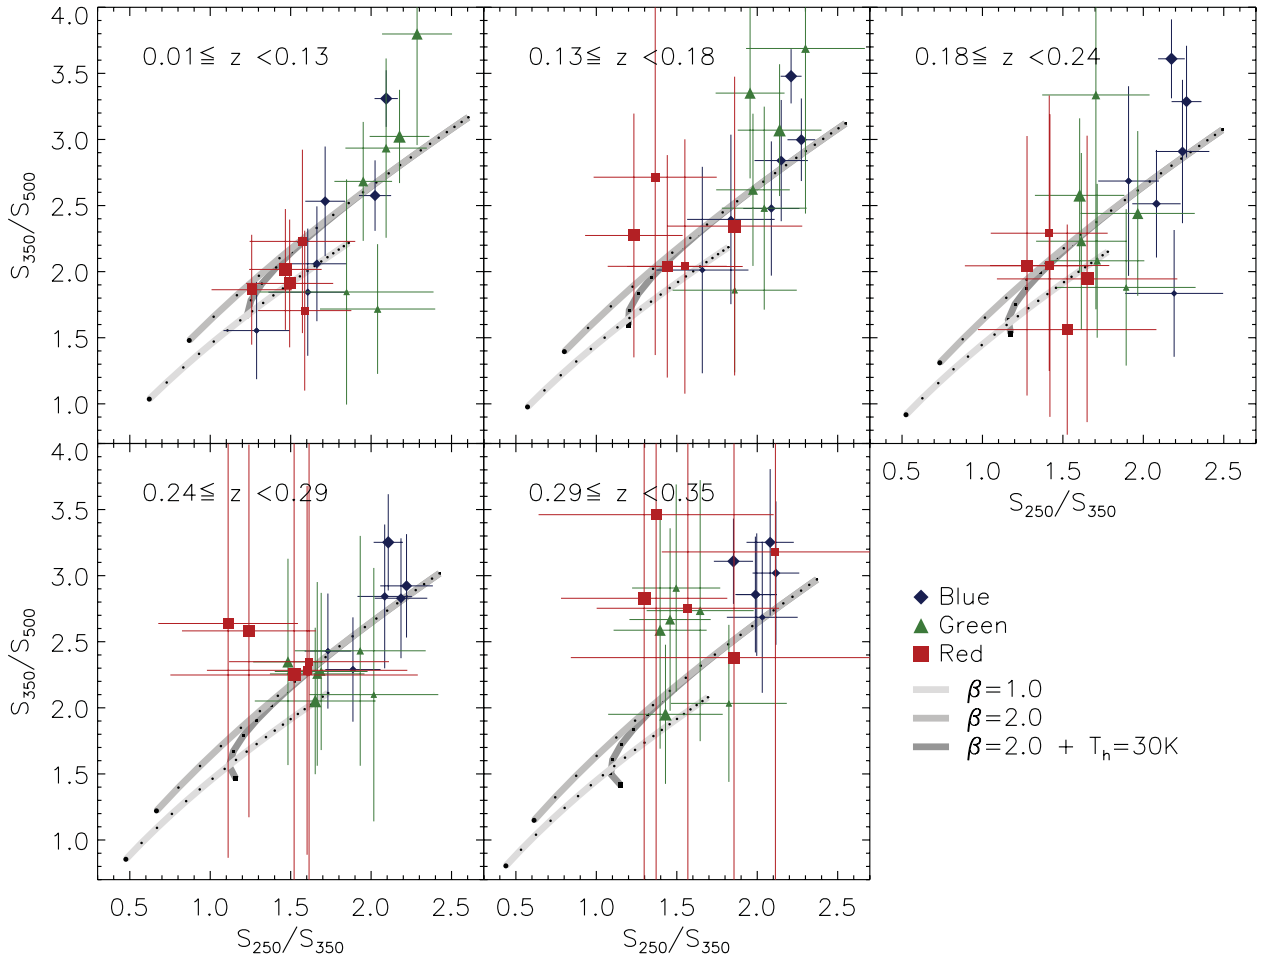 4.0
3.5
3.0
2.5
2.0
1.5
1.0
S350/S500
0.01≦ z <0.13
0.13≦ z <0.18
0.18≦ z <0.24
0.5 1.0 1.5 2.0 2.5
S250/S350
4.0
3.5
3.0
2.5
2.0
1.5
1.0
S350/S500
0.24≦ z <0.29
0.29≦ z <0.35
0.5 1.0 1.5 2.0 2.5
S250/S350
0.5 1.0 1.5 2.0 2.5
S250/S350
Blue
Green
Red
β=1.0
β=2.0
β=2.0 + Th=30K